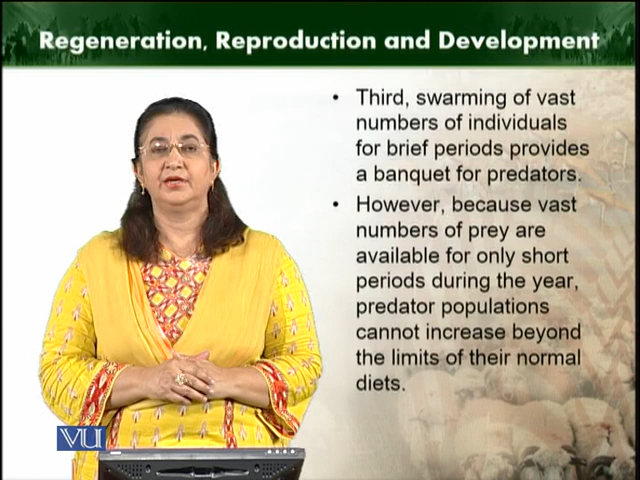 Regeneration, Reproduction and Development
• Third, swarming of vast
numbers of individuals
for brief periods provides
a banquet for predators.
• However, because vast
numbers of prey are
available for only short
periods during the year,
predator populations
cannot increase beyond
the limits of their normal
diets.
VU